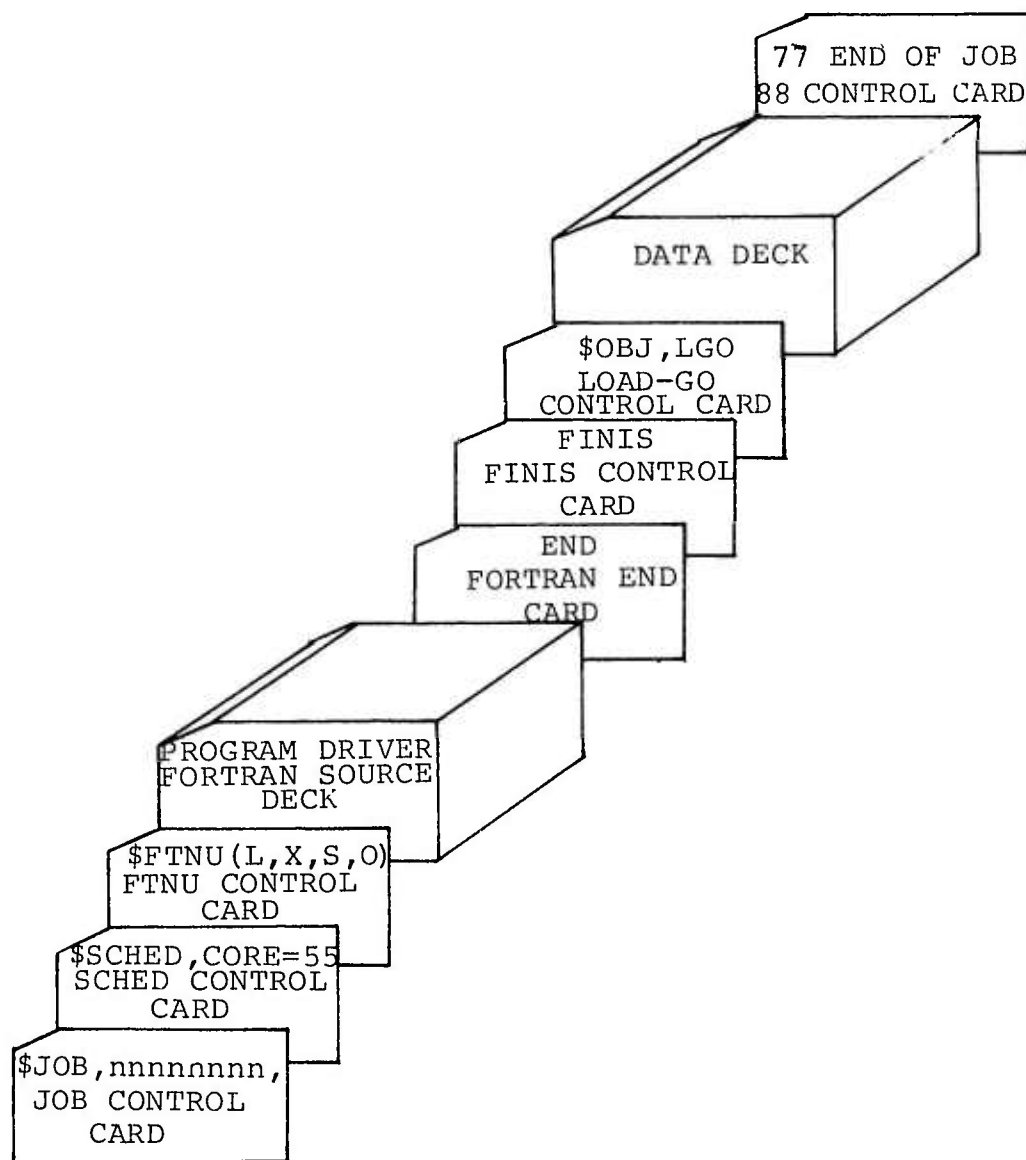 77 END OF JOB
88 CONTROL CARD
DATA DECK
$OBJ,LGO
LOAD-GO
CONTROL CARD
FINIS
FINIS CONTROL
CARD
END
FORTRAN END
CARD
PROGRAM DRIVER
FORTRAN SOURCE
DECK
$FTNU(L,X,S,O)
FTNU CONTROL
CARD
$SCHED,CORE=55
SCHED CONTROL
CARD
$JOB,nnnnnnnn,
JOB CONTROL
CARD